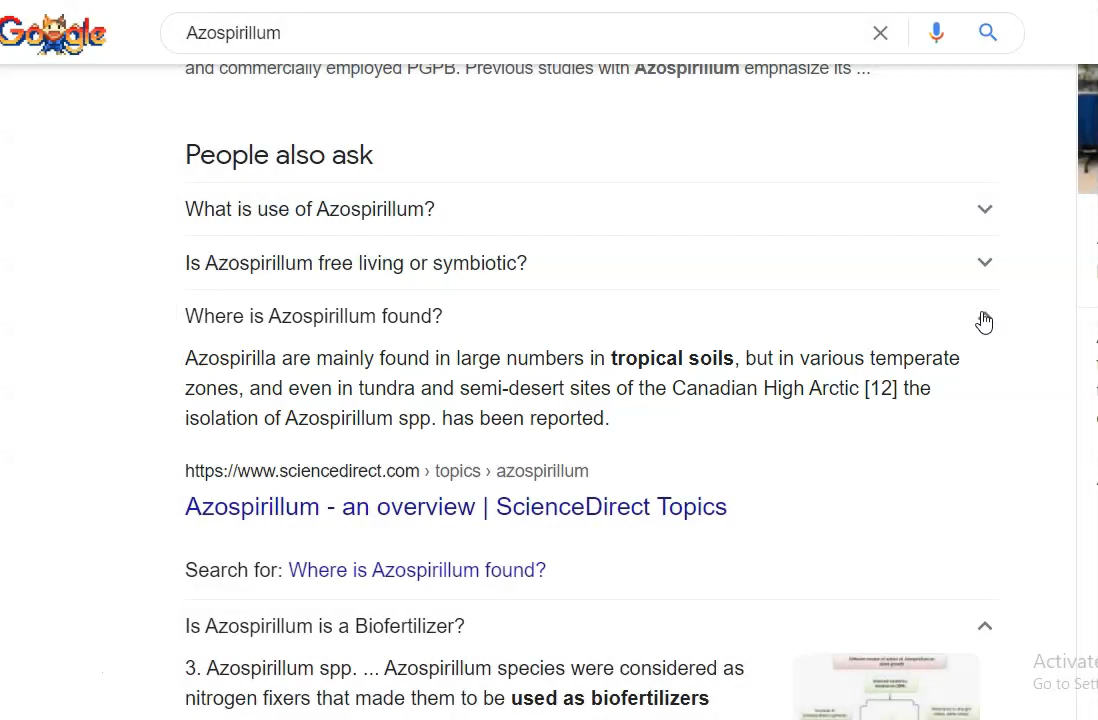 Google
Azospirillum
and commercially employed PGPB. Previous studies with Azospirillum emphasize its ...
People also ask
What is use of Azospirillum?
Is Azospirillum free living or symbiotic?
Where is Azospirillum found?
Azospirilla are mainly found in large numbers in tropical soils, but in various temperate
zones, and even in tundra and semi-desert sites of the Canadian High Arctic [12] the
isolation of Azospirillum spp. has been reported.
https://www.sciencedirect.com › topics › azospirillum
Azospirillum - an overview | ScienceDirect Topics
Search for: Where is Azospirillum found?
Is Azospirillum is a Biofertilizer?
3. Azospirillum spp. ... Azospirillum species were considered as
nitrogen fixers that made them to be used as biofertilizers
Activate
Go to Set